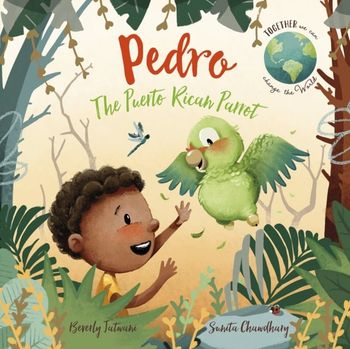 Pedro
The Puerto Rican Parrot
TOGETHER we can
change the World
Beverly Jatwani
Sunita Chawdhary